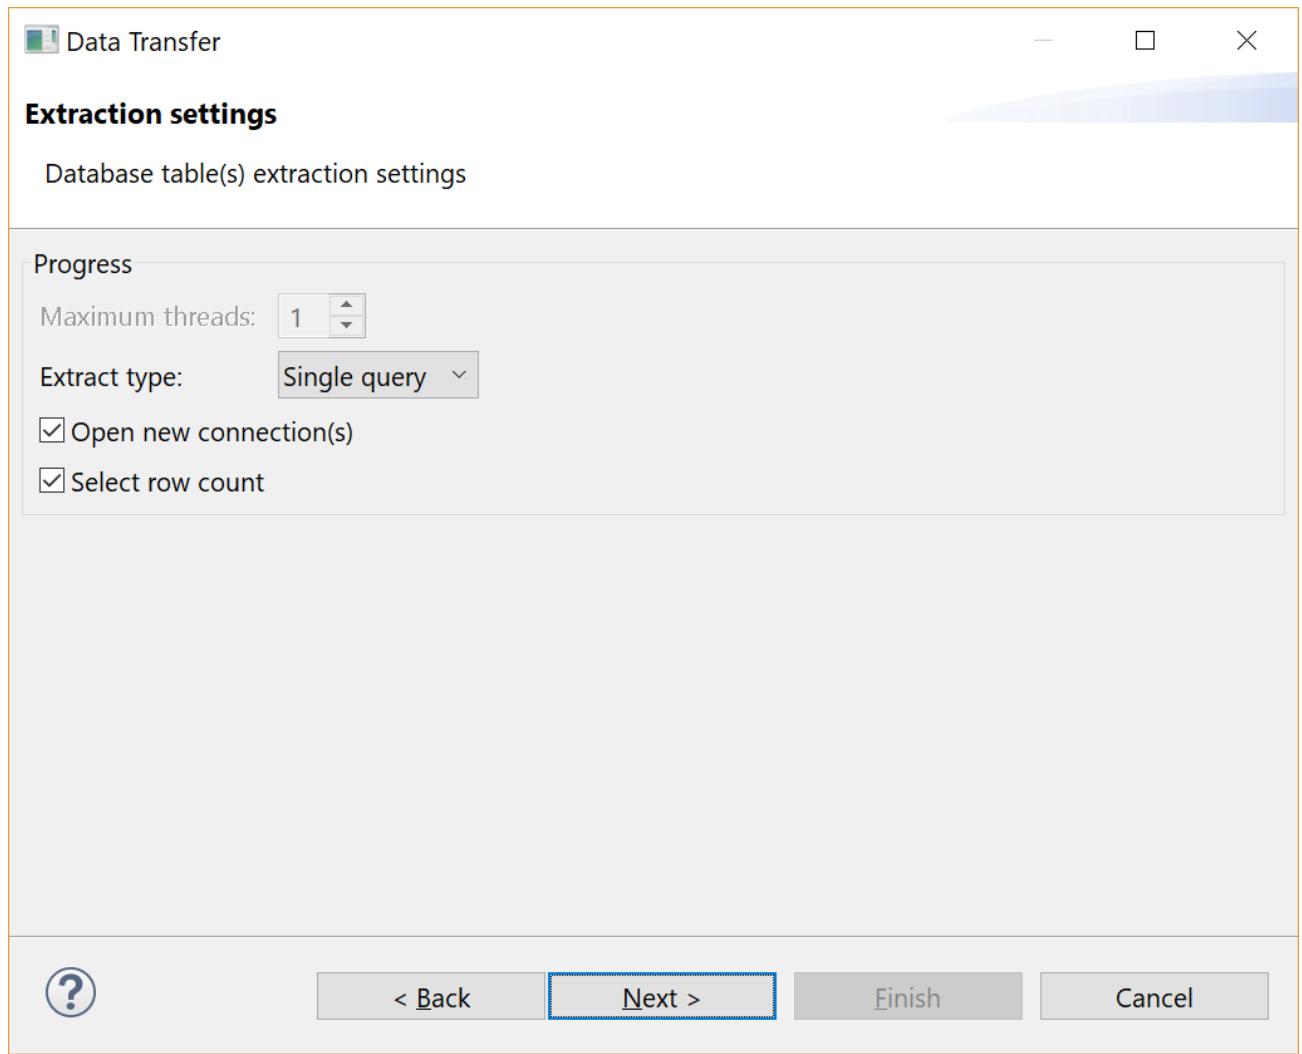 Data Transfer
Extraction settings
Database table(s) extraction settings
Progress
Maximum threads: 1
Extract type: Single query
Open new connection(s)
Select row count
? < Back Next > Finish Cancel